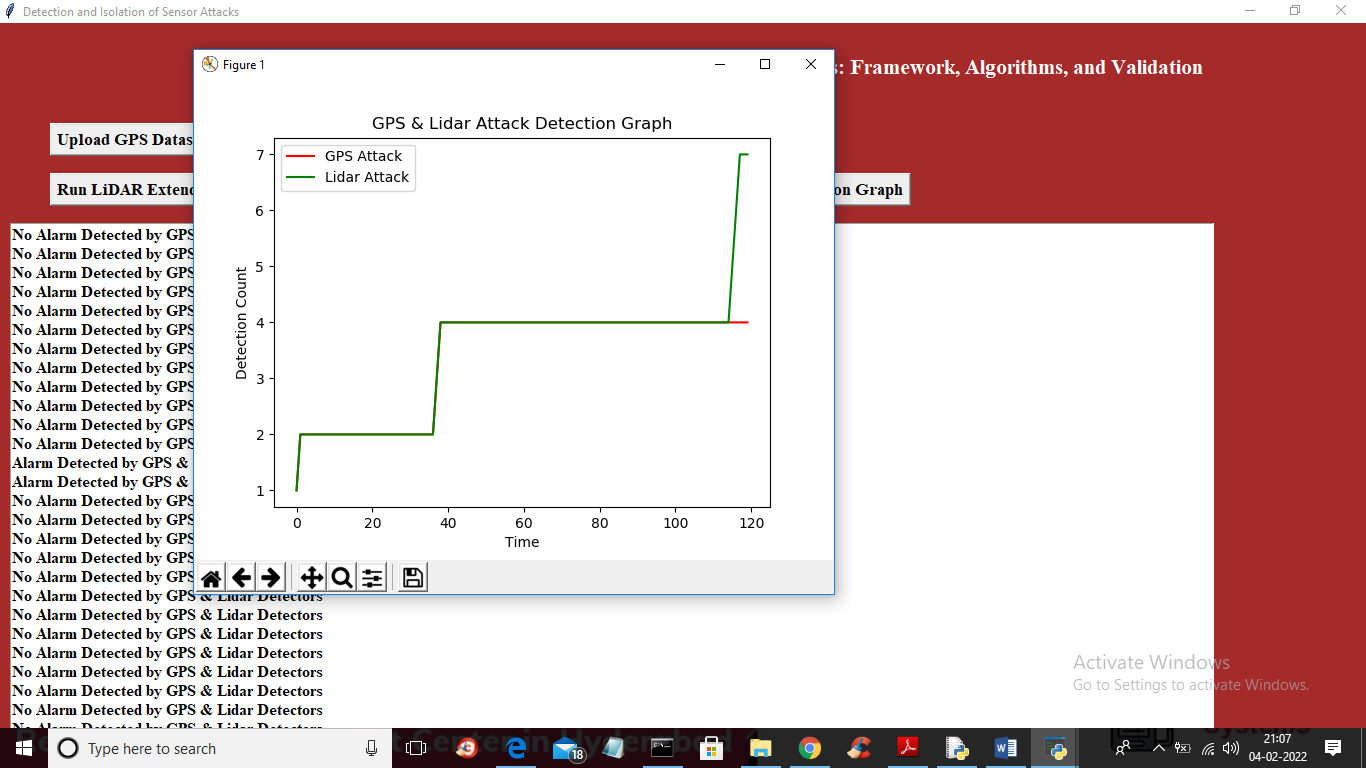 Detection and Isolation of Sensor Attacks
Figure 1
: Framework, Algorithms, and Validation
Upload GPS Datas
Run LiDAR Exten
on Graph
GPS & Lidar Attack Detection Graph
GPS Attack
Lidar Attack
7
6
5
4
3
2
1
Detection Count
0 20 40 60 80 100 120
Time
No Alarm Detected by GPS
No Alarm Detected by GPS
No Alarm Detected by GPS
No Alarm Detected by GPS
No Alarm Detected by GPS
No Alarm Detected by GPS
No Alarm Detected by GPS
No Alarm Detected by GPS
No Alarm Detected by GPS
No Alarm Detected by GPS
No Alarm Detected by GPS
No Alarm Detected by GPS
Alarm Detected by GPS &
Alarm Detected by GPS &
No Alarm Detected by GPS
No Alarm Detected by GPS
No Alarm Detected by GPS
No Alarm Detected by GPS
No Alarm Detected by GPS
No Alarm Detected by GPS & Lidar Detectors
No Alarm Detected by GPS & Lidar Detectors
No Alarm Detected by GPS & Lidar Detectors
No Alarm Detected by GPS & Lidar Detectors
No Alarm Detected by GPS & Lidar Detectors
No Alarm Detected by GPS & Lidar Detectors
No Alarm Detected by GPS & Lidar Detectors
No Alarm Detected by GPS & Lidar Detectors
Activate Windows
Go to Settings to activate Windows.
Type here to search
18
21:07
04-02-2022